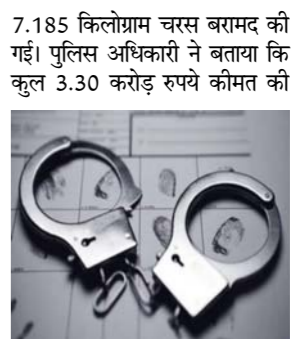 7.185 किलोग्राम चरस बरामद की
गई। पुलिस अधिकारी ने बताया कि
कुल 3.30 करोड़ रुपये कीमत की